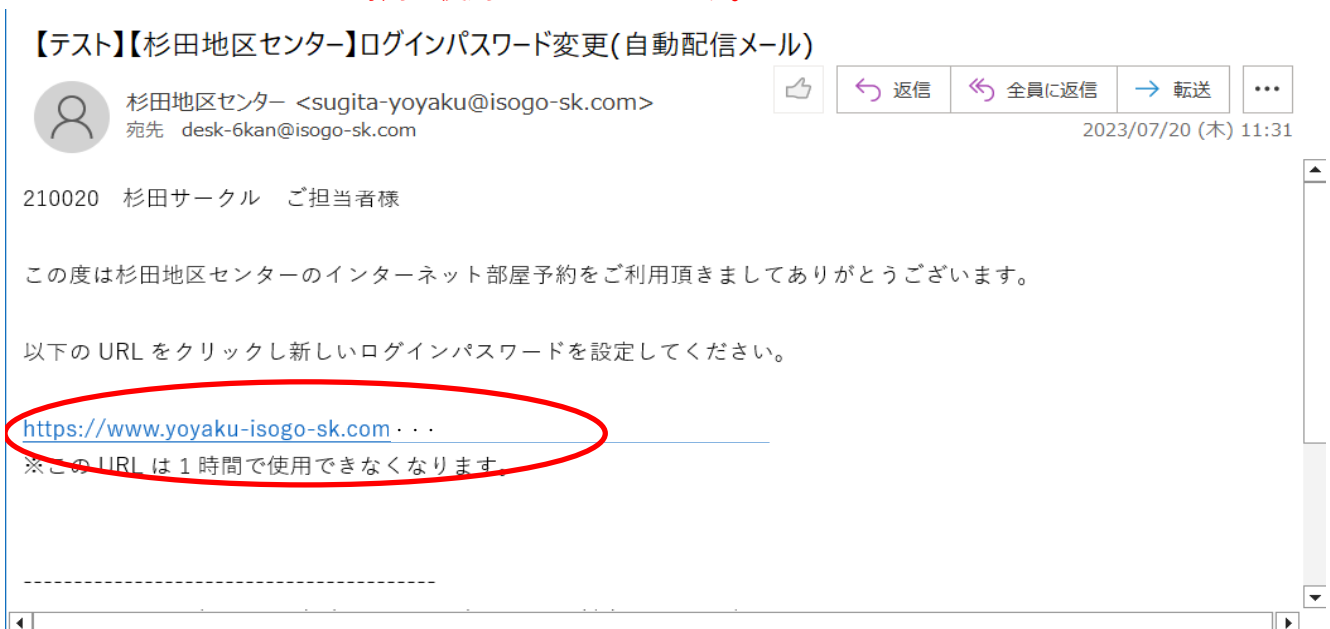 【テスト】【杉田地区センター】ログインパスワード変更(自動配信メール)
返信
全員に返信
転送
杉田地区センター <sugita-yoyaku@isogo-sk.com>
宛先 desk-6kan@isogo-sk.com
2023/07/20 (木) 11:31
210020 杉田サークル ご担当者様
この度は杉田地区センターのインターネット部屋予約をご利用頂きましてありがとうございます。
以下の URL をクリックし新しいログインパスワードを設定してください。
https://www.yoyaku-isogo-sk.com・・・
※この URL は 1 時間で使用できなくなります。
-----------------------------------------